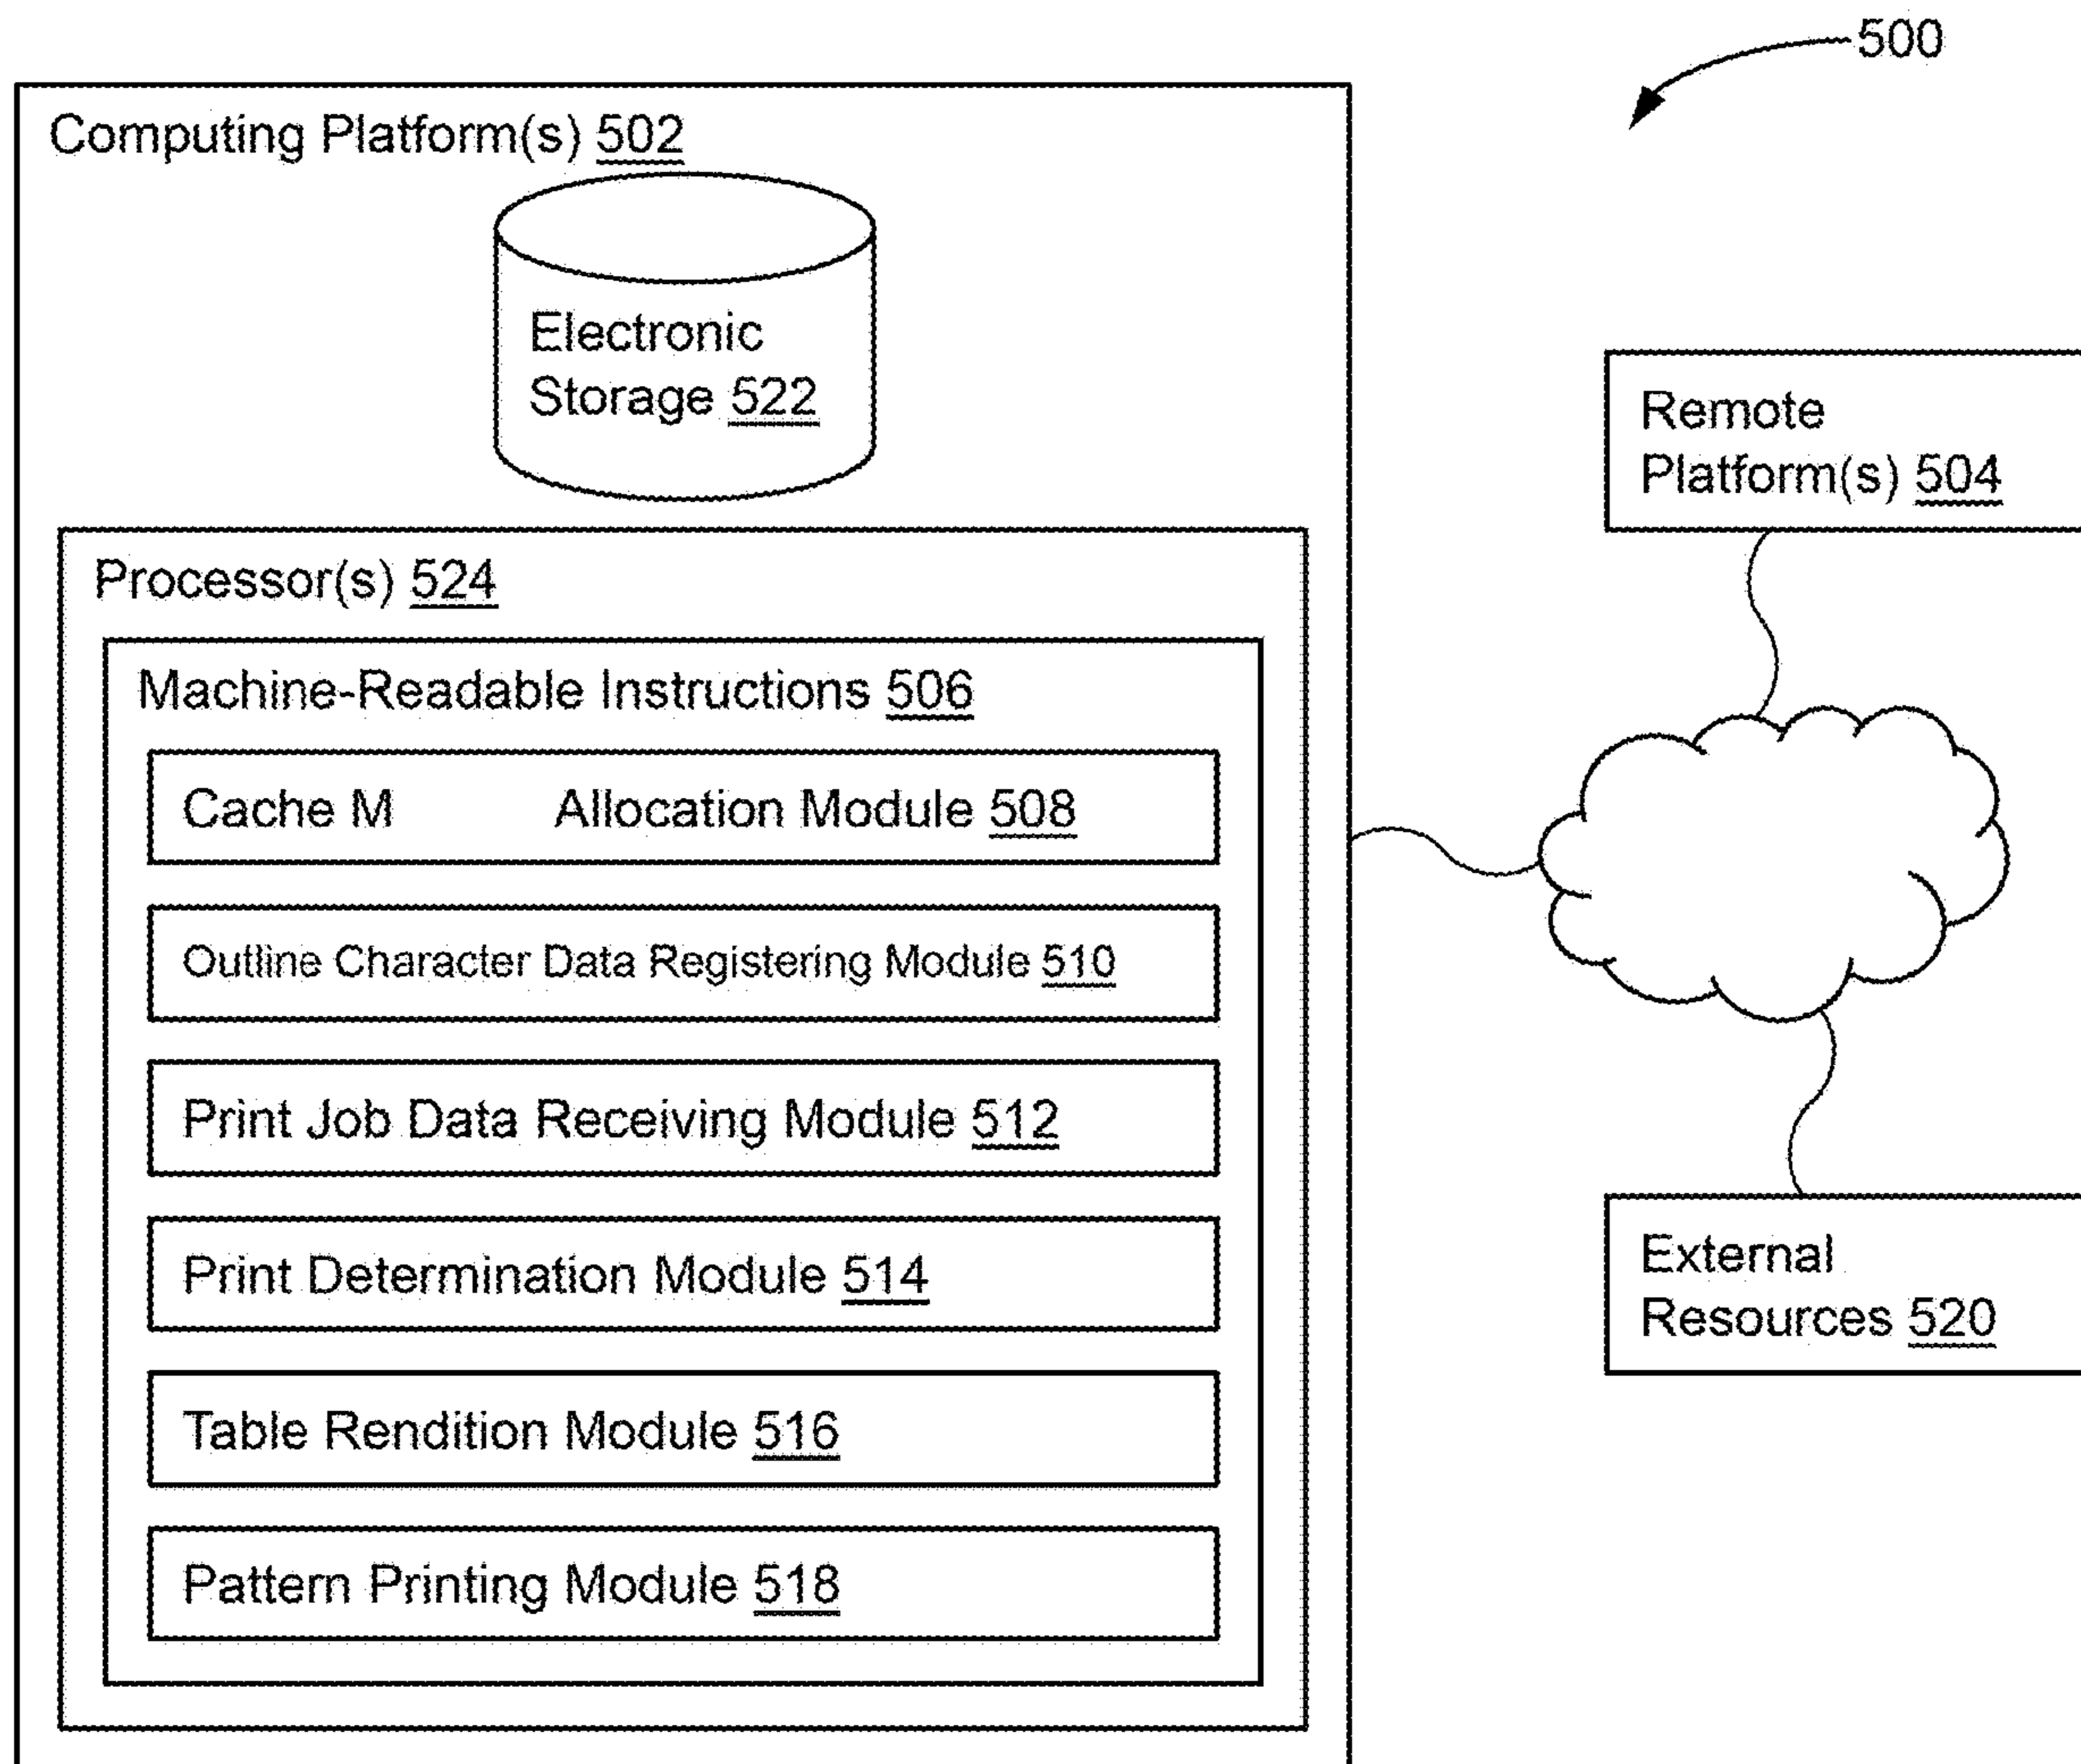 500
Computing Platform(s) 502
Electronic
Storage 522
Remote
Platform(s) 504
Processor(s) 524
Machine-Readable Instructions 506
Cache M Allocation Module 508
Outline Character Data Registering Module 510
Print Job Data Receiving Module 512
Print Determination Module 514
External
Resources 520
Table Rendition Module 516
Pattern Printing Module 518